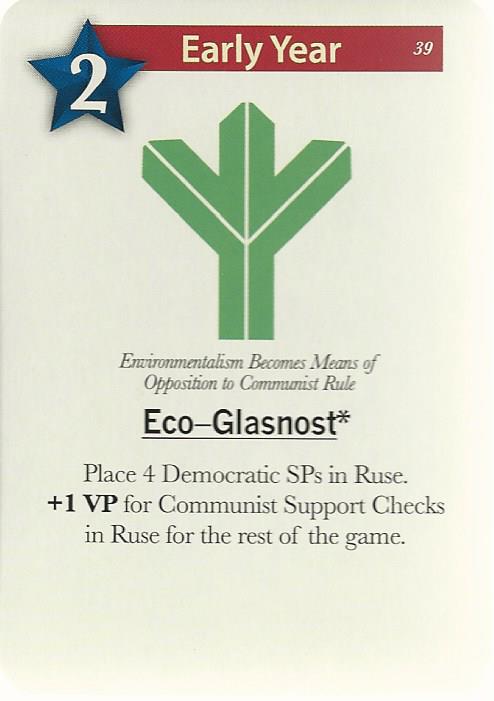 2
Early Year
39
Environmentalism Becomes Means of
Opposition to Communist Rule
Eco–Glasnost*
Place 4 Democratic SPs in Ruse.
+1 VP for Communist Support Checks
in Ruse for the rest of the game.